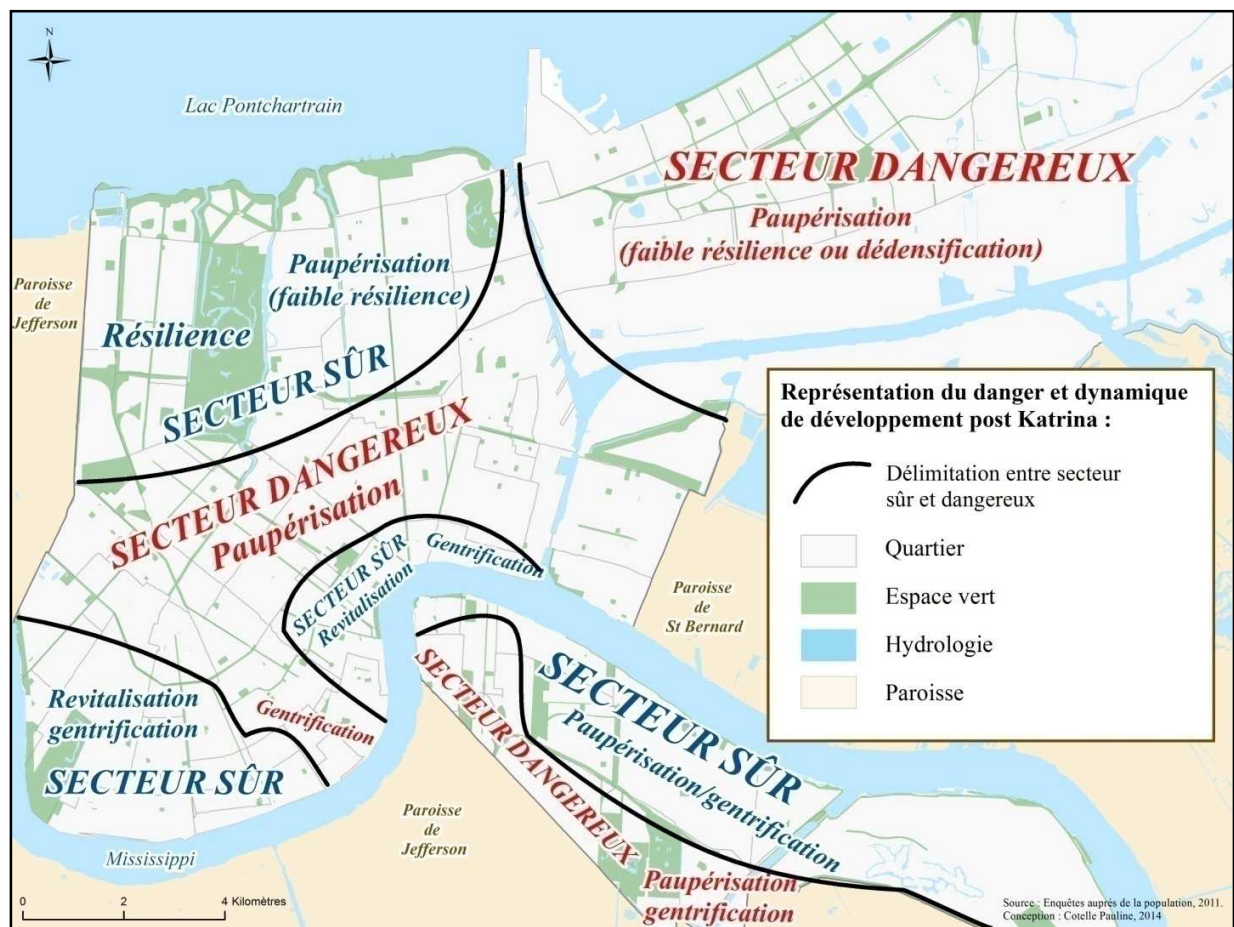 N
Lac Pontchartrain
SECTEUR DANGEREUX
Paupérisation
(faible résilience ou dédensification)
Paroisse
de
Jefferson
Paupérisation
(faible résilience)
Résilience
SECTEUR SÛR
SECTEUR DANGEREUX
Paupérisation
SECTEUR SÛR
Revitalisation
Gentrification
Paroisse
de
St Bernard
Représentation du danger et dynamique
de développement post Katrina :
Délimitation entre secteur
sûr et dangereux
Quartier
Espace vert
Hydrologie
Paroisse
Revitalisation
gentrification
SECTEUR SÛR
Gentrification
SECTEUR DANGEREUX
Paupérisation
gentrification
SECTEUR SÛR
Paupérisation/gentrification
Paroisse
de
Jefferson
Mississippi
0 2 4 Kilomètres
Source : Enquêtes auprés de la population, 2011.
Conception : Cotelle Pauline, 2014